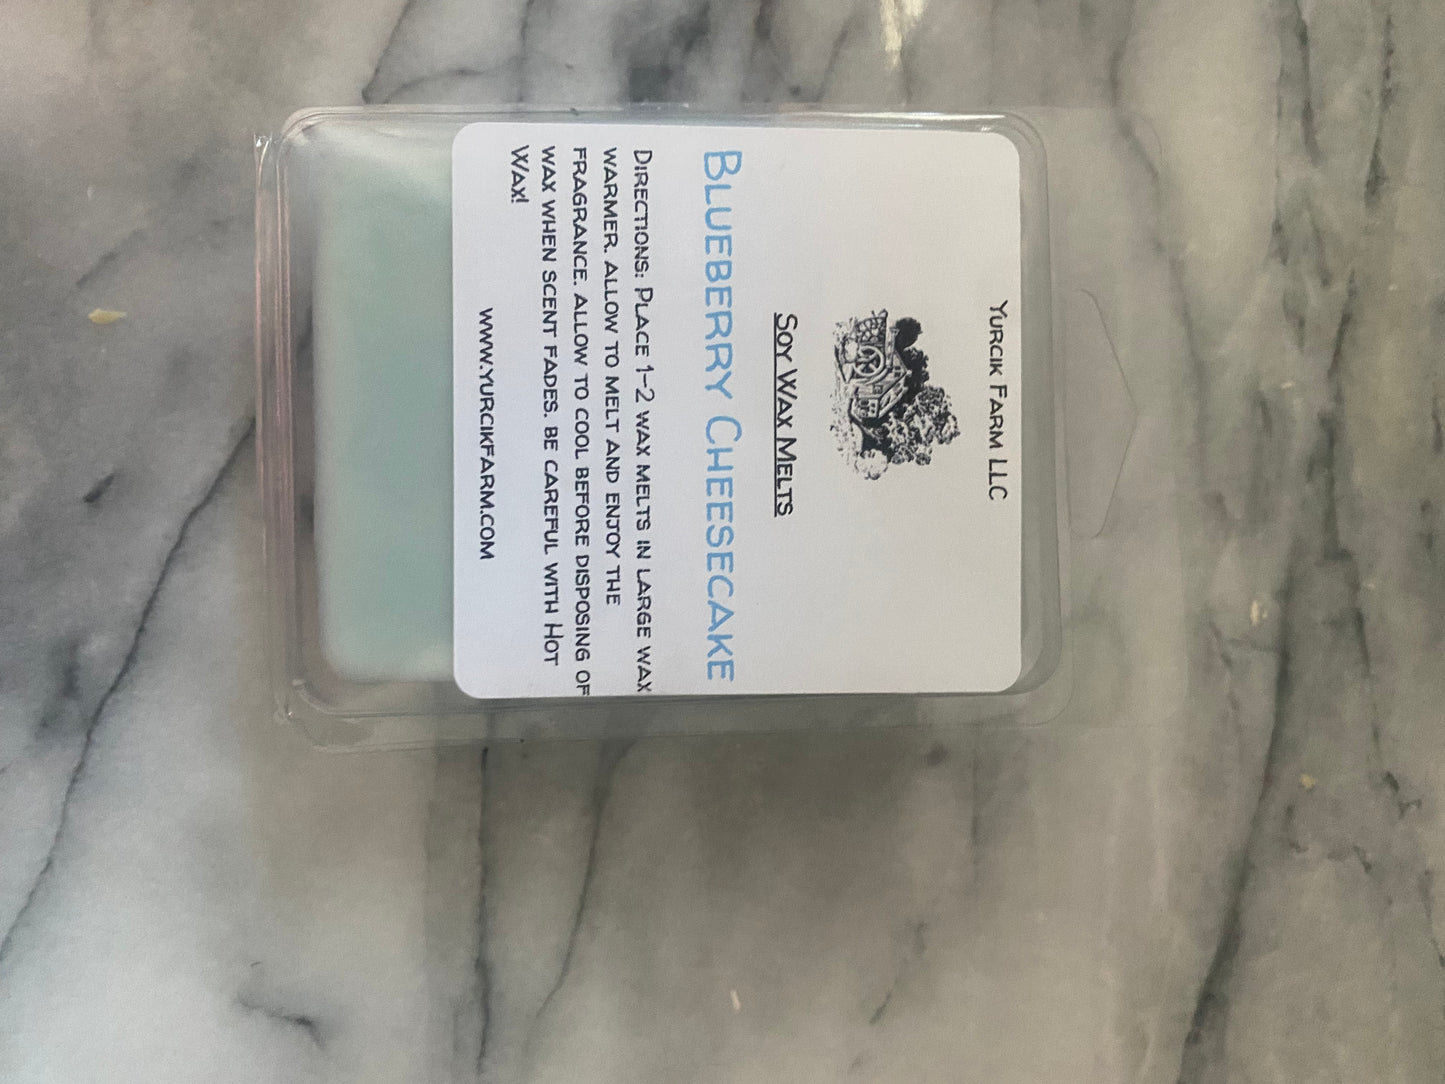 Yurcik Farm LLC
Soy Wax Melts
Blueberry Cheesecake
Directions: Place 1-2 wax melts in large wax
warmer. Allow to melt and enjoy the
fragrance. Allow to cool before disposing of
wax when scent fades. Be careful with Hot
Wax!
www.yurcikfarm.com